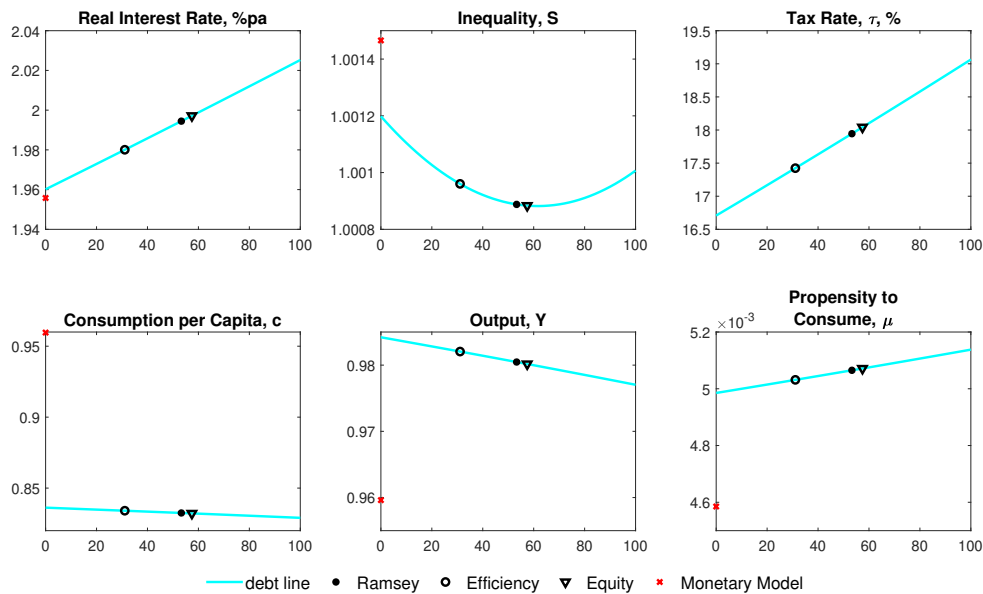 Real Interest Rate, %pa
2.04
2.02
2
1.98
1.96
1.94
0 20 40 60 80 100
Inequality, S
1.0014
1.0012
1.001
1.0008
0 20 40 60 80 100
Tax Rate, τ, %
19.5
19
18.5
18
17.5
17
16.5
0 20 40 60 80 100
Consumption per Capita, c
0.95
0.9
0.85
0 20 40 60 80 100
Output, Y
0.98
0.97
0.96
0 20 40 60 80 100
Propensity to
Consume, μ
×10⁻³
5.2
5
4.8
4.6
0 20 40 60 80 100
debt line Ramsey Efficiency Equity Monetary Model